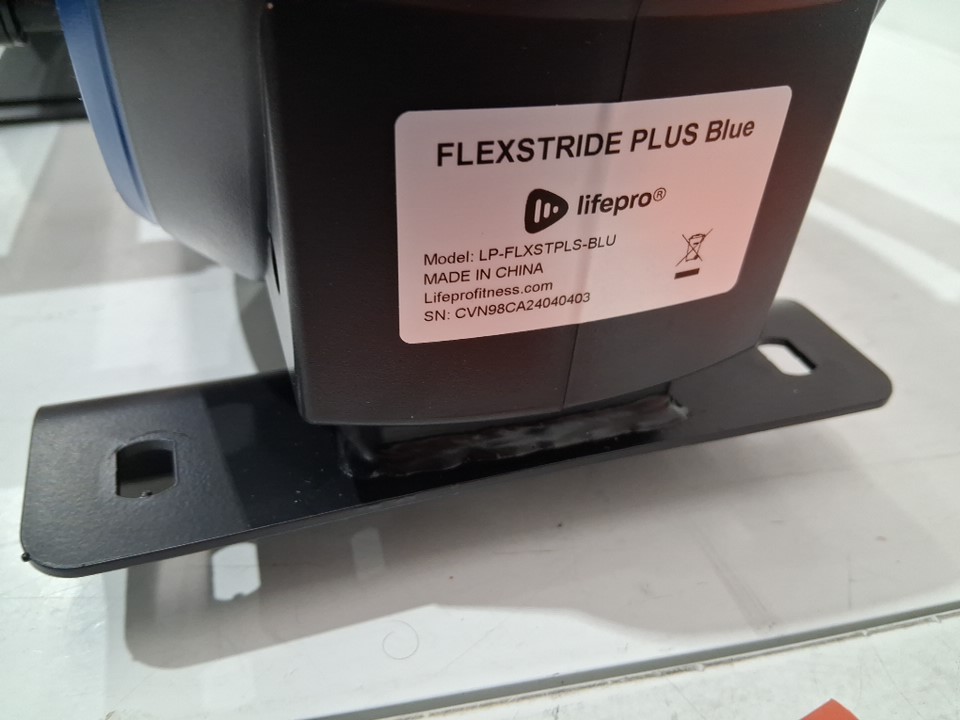 FLEXSTRIDE PLUS Blue
lifepro®
Model: LP-FLXSTPLS-BLU
MADE IN CHINA
Lifeprofitness.com
SN: CVN98CA24040403